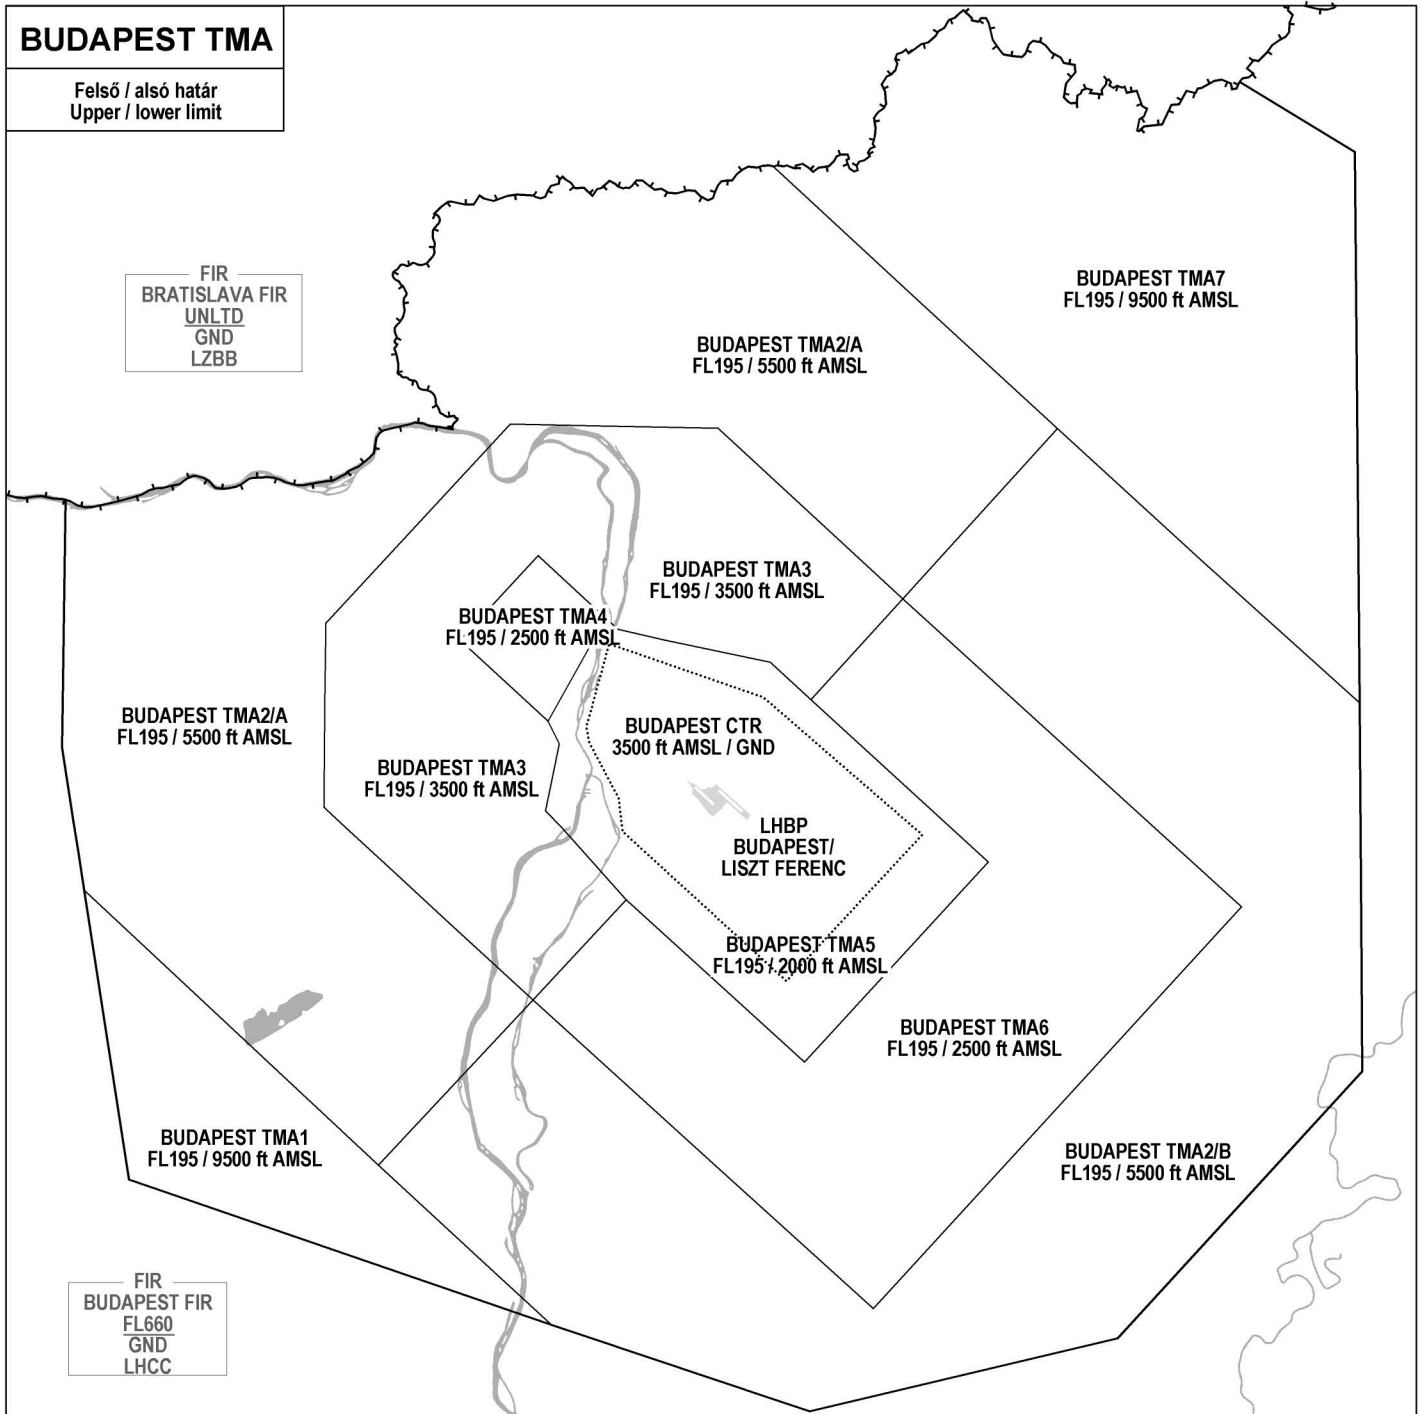 BUDAPEST TMA
Felső / alsó határ
Upper / lower limit
FIR
BRATISLAVA FIR
UNLTD
GND
LZBB
BUDAPEST TMA7
FL195 / 9500 ft AMSL
BUDAPEST TMA2/A
FL195 / 5500 ft AMSL
BUDAPEST TMA3
FL195 / 3500 ft AMSL
BUDAPEST TMA4
FL195 / 2500 ft AMSL
BUDAPEST TMA2/A
FL195 / 5500 ft AMSL
BUDAPEST CTR
3500 ft AMSL / GND
BUDAPEST TMA3
FL195 / 3500 ft AMSL
LHBP
BUDAPEST/
LISZT FERENC
BUDAPEST TMA5
FL195 / 2000 ft AMSL
BUDAPEST TMA6
FL195 / 2500 ft AMSL
BUDAPEST TMA1
FL195 / 9500 ft AMSL
BUDAPEST TMA2/B
FL195 / 5500 ft AMSL
FIR
BUDAPEST FIR
FL660
GND
LHCC